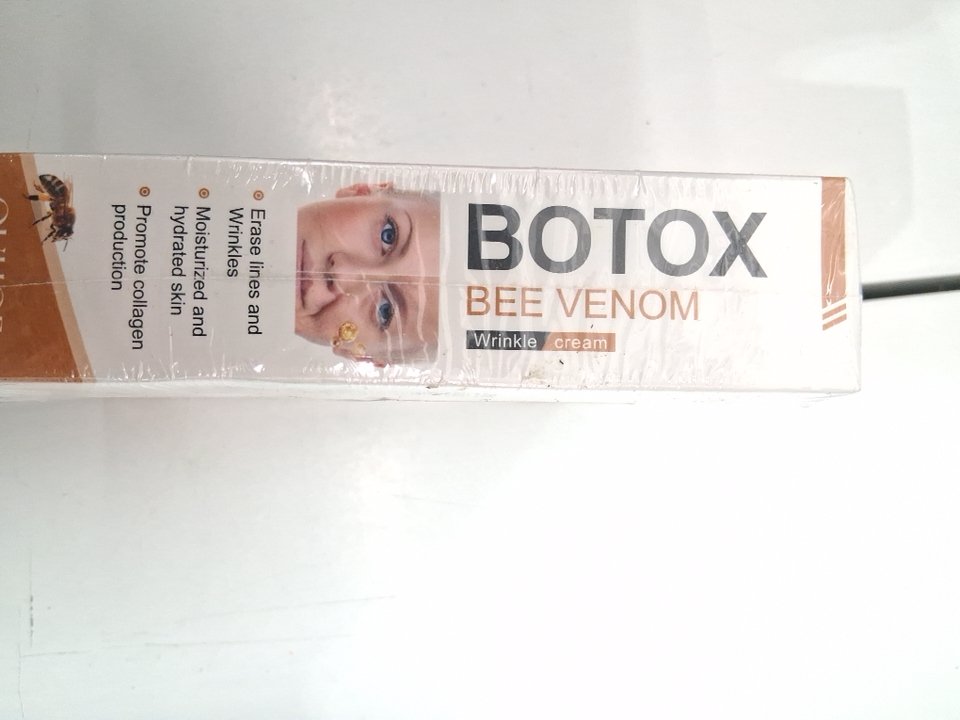 BOTOX
BEE VENOM
Wrinkle cream
Erase lines and
Wrinkles
Moisturized and
hydrated skin
Promote collagen
production